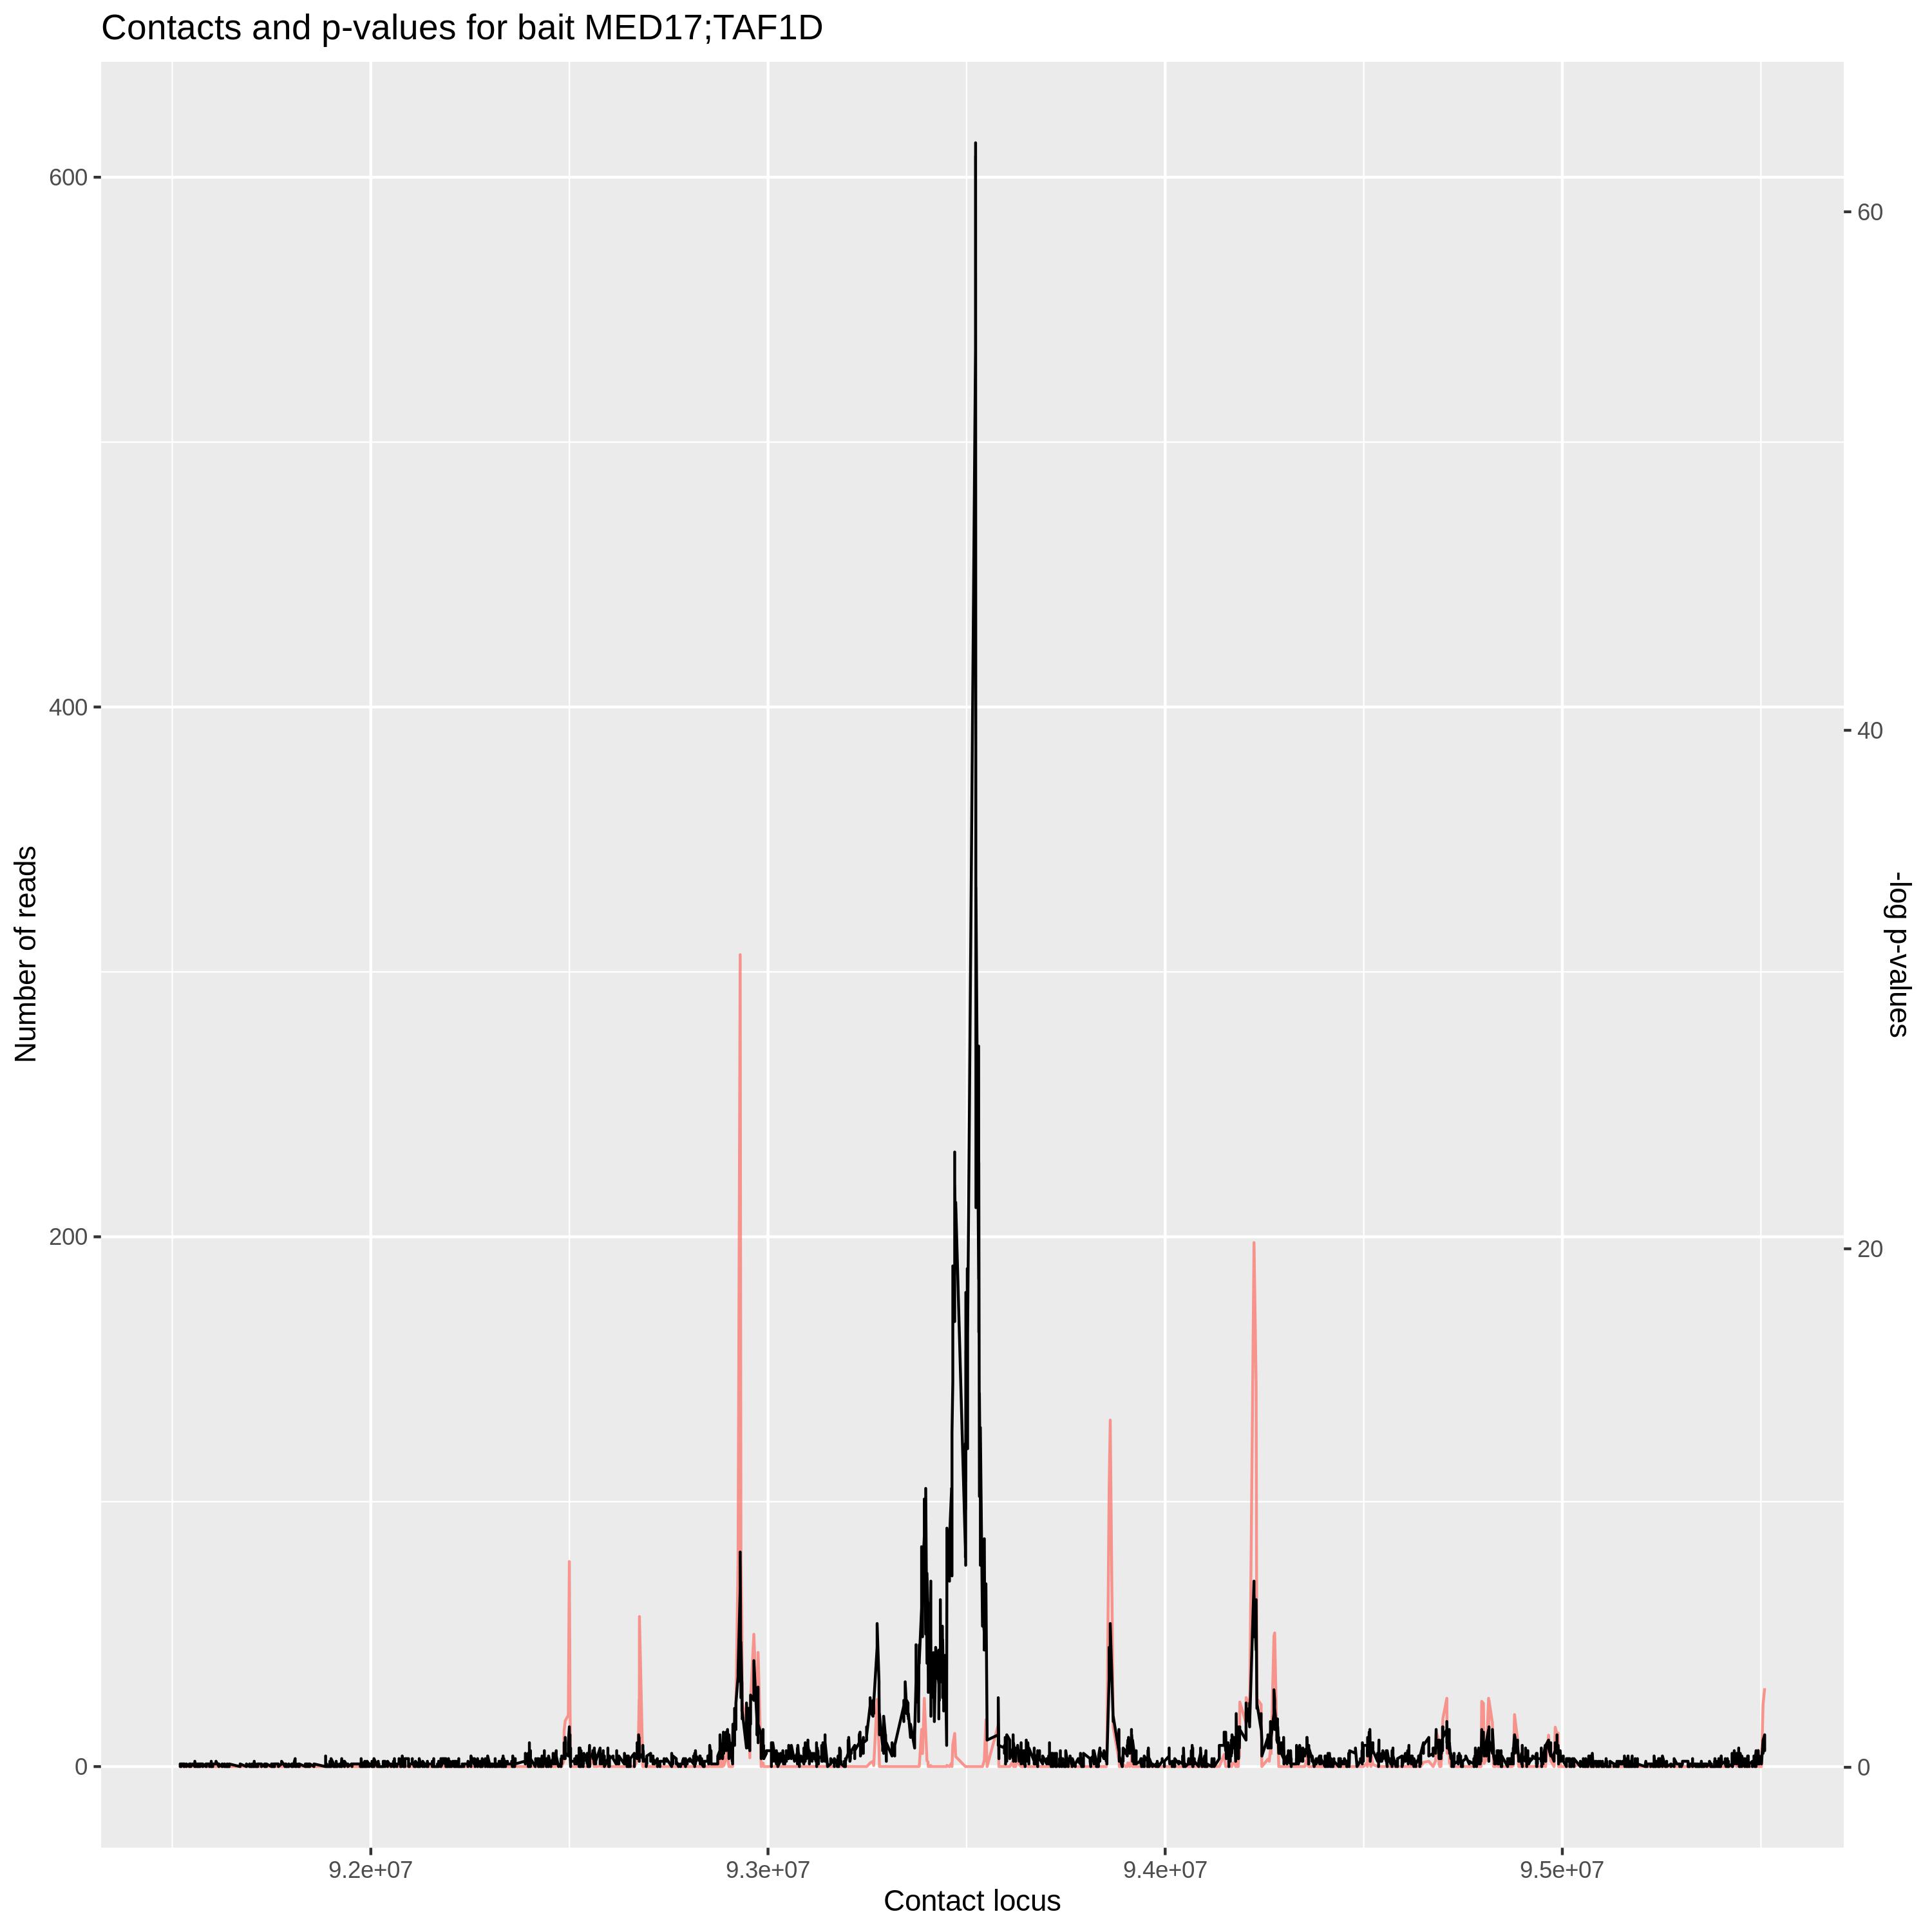 Contacts and p-values for bait MED17;TAF1D
600
400
200
0
Number of reads
60
40
20
0
-log p-values
9.2e+07
9.3e+07
9.4e+07
9.5e+07
Contact locus